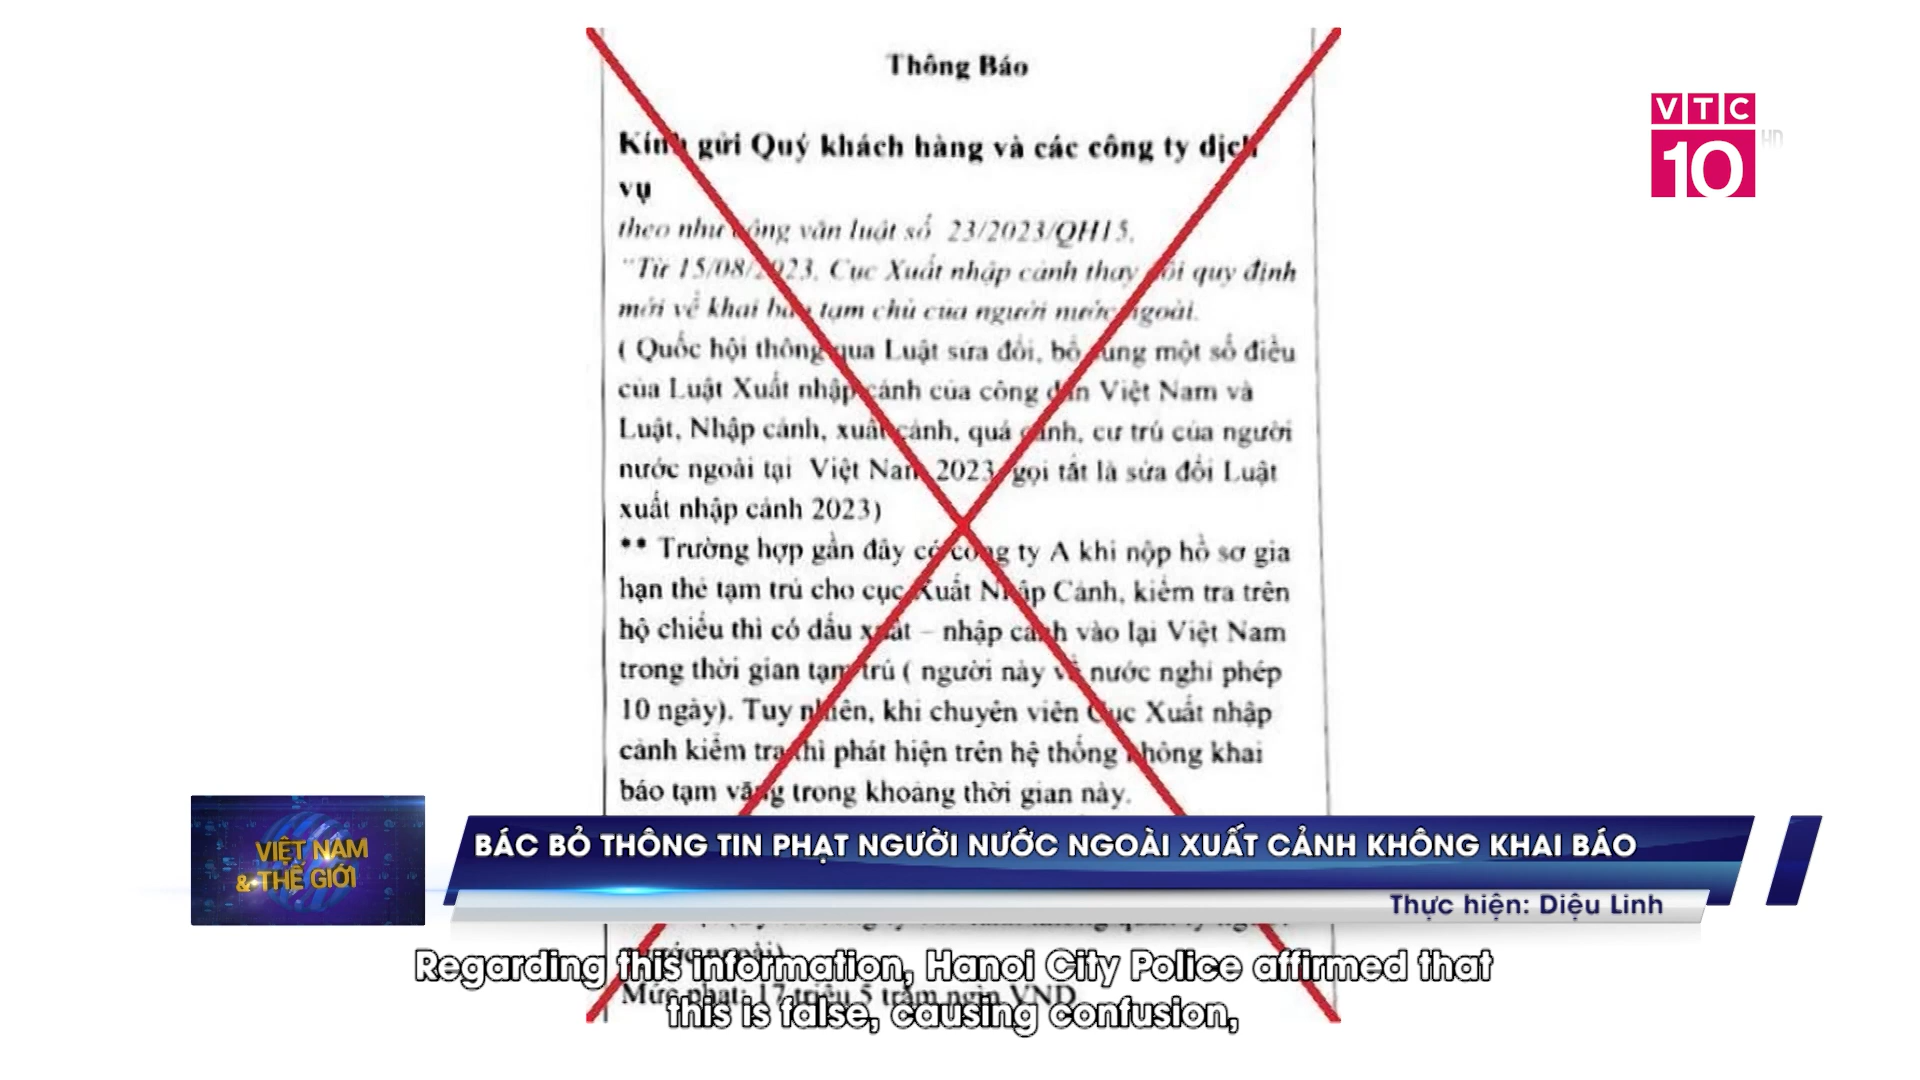 Thông Báo
Kính gửi Quý khách hàng và các công ty dịch
vụ
theo như công văn luật số 23/2023/QH15,
"Từ 15/08/2023, Cục Xuất nhập cảnh thay đổi quy định
mới về khai báo tạm chú của người nước ngoài.
( Quốc hội thông qua Luật sửa đổi, bổ sung một số điều
của Luật Xuất nhập cảnh của công dân Việt Nam và
Luật, Nhập cảnh, xuất cảnh, quá cảnh, cư trú của người
nước ngoài tại Việt Nam 2023, gọi tắt là sửa đổi Luật
xuất nhập cảnh 2023)
** Trường hợp gần đây có công ty A khi nộp hồ sơ gia
hạn thẻ tạm trú cho cục Xuất Nhập Cảnh, kiểm tra trên
hộ chiếu thì có dấu xuất – nhập cảnh vào lại Việt Nam
trong thời gian tạm trú ( người này về nước nghỉ phép
10 ngày). Tuy nhiên, khi chuyên viên Cục Xuất nhập
cảnh kiểm tra thì phát hiện trên hệ thống không khai
báo tạm vắng trong khoảng thời gian này.
nước ngoài)
Mức phạt: 17 triệu 5 trăm ngìn VND
VTC
10
HD
VIỆT NAM
& THẾ GIỚI
BÁC BỎ THÔNG TIN PHẠT NGƯỜI NƯỚC NGOÀI XUẤT CẢNH KHÔNG KHAI BÁO
Thực hiện: Diệu Linh
Regarding this information, Hanoi City Police affirmed that
this is false, causing confusion,